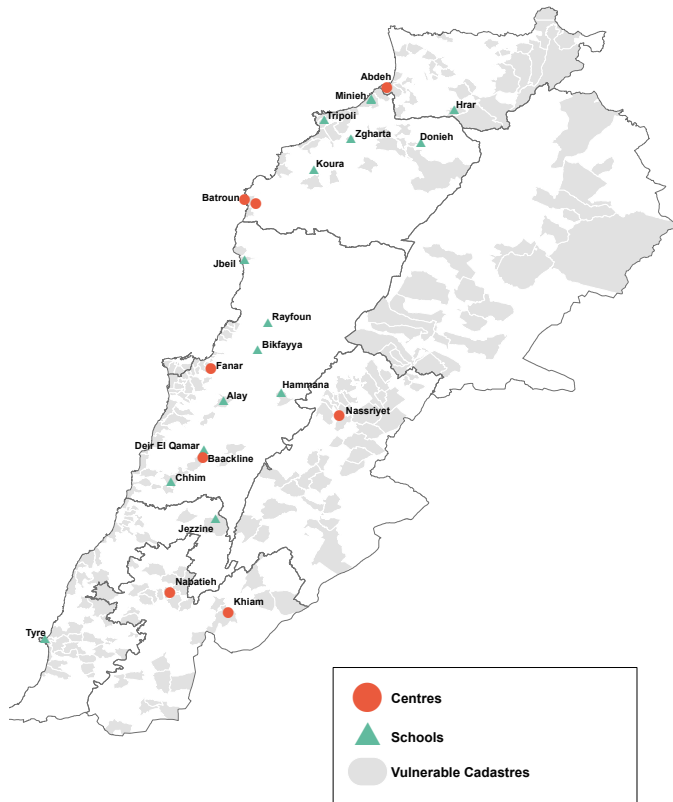 Abdeh
Minieh
Hrar
Tripoli
Zgharta
Donieh
Koura
Batroun
Jbeil
Rayfoun
Bikfayya
Fanar
Hammana
Alay
Nassriyet
Deir El Qamar
Baackline
Chhim
Jezzine
Nabatieh
Khiam
Tyre
Centres
Schools
Vulnerable Cadastres